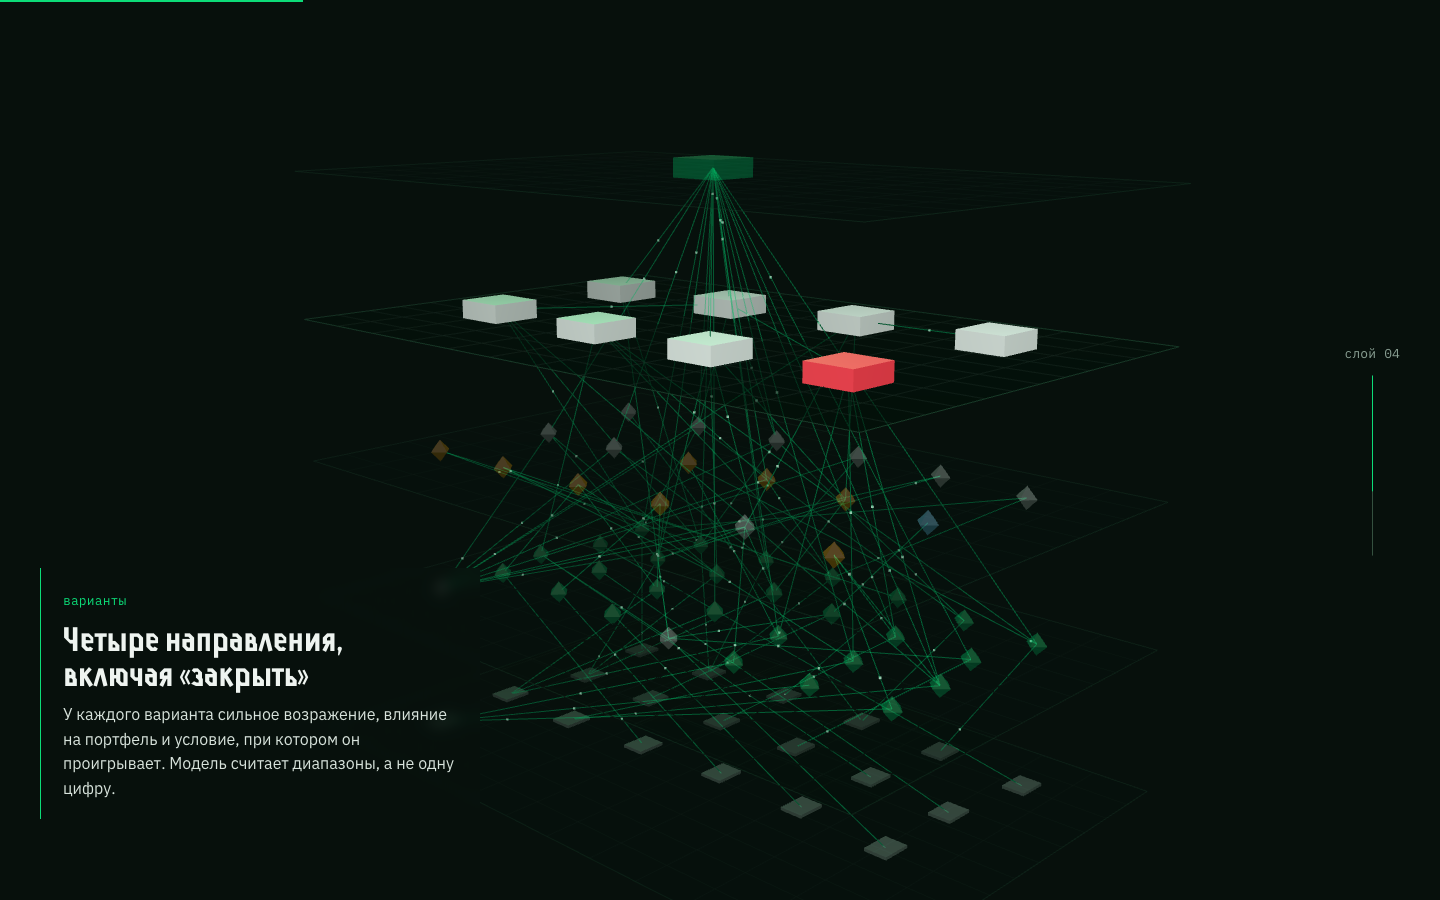 слой 04
варианты
Четыре направления,
включая «закрыть»
У каждого варианта сильное возражение, влияние
на портфель и условие, при котором он
проигрывает. Модель считает диапазоны, а не одну
цифру.